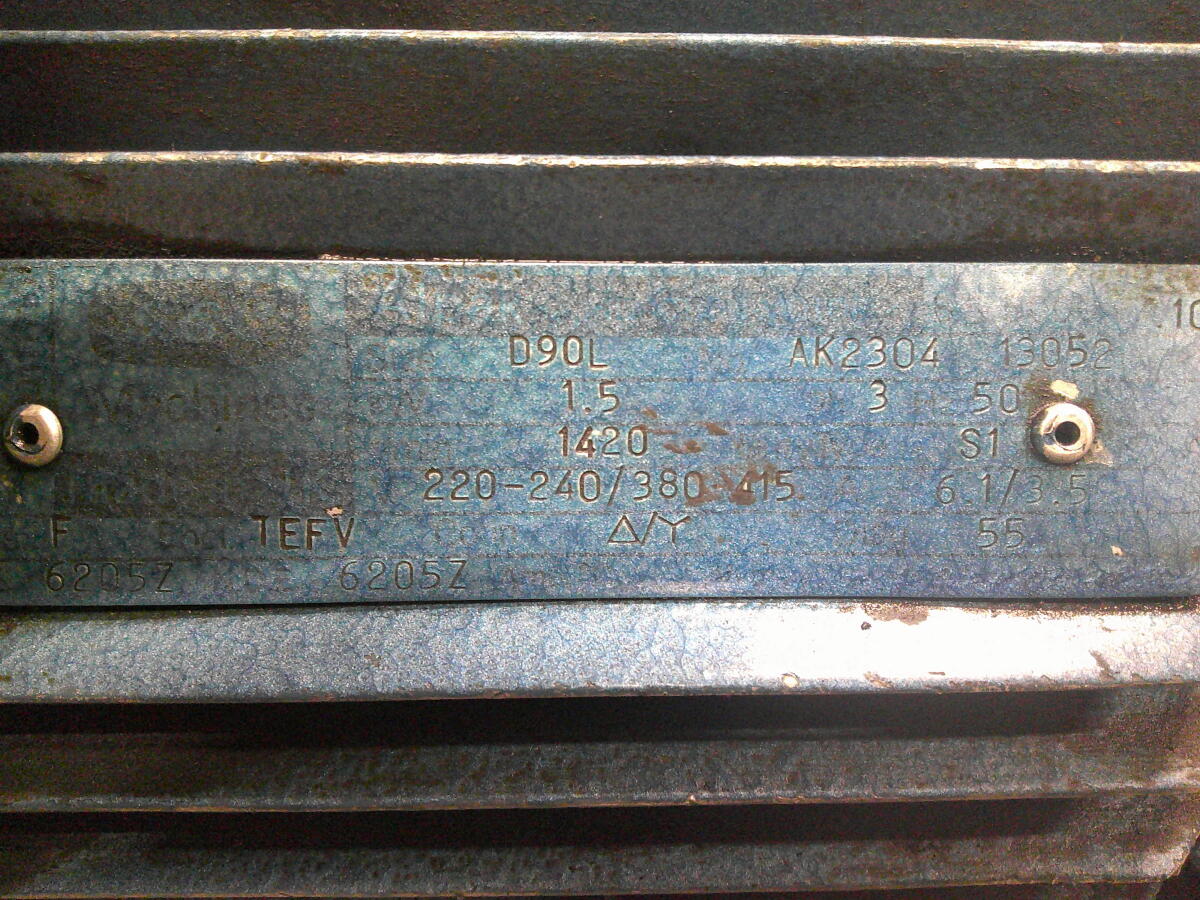 10
D90L AK2304 13052
1.5 3 50
1420 S1
220-240/380-415 6.1/3.5
F TEFV Δ/Y 55
6205Z 6205Z